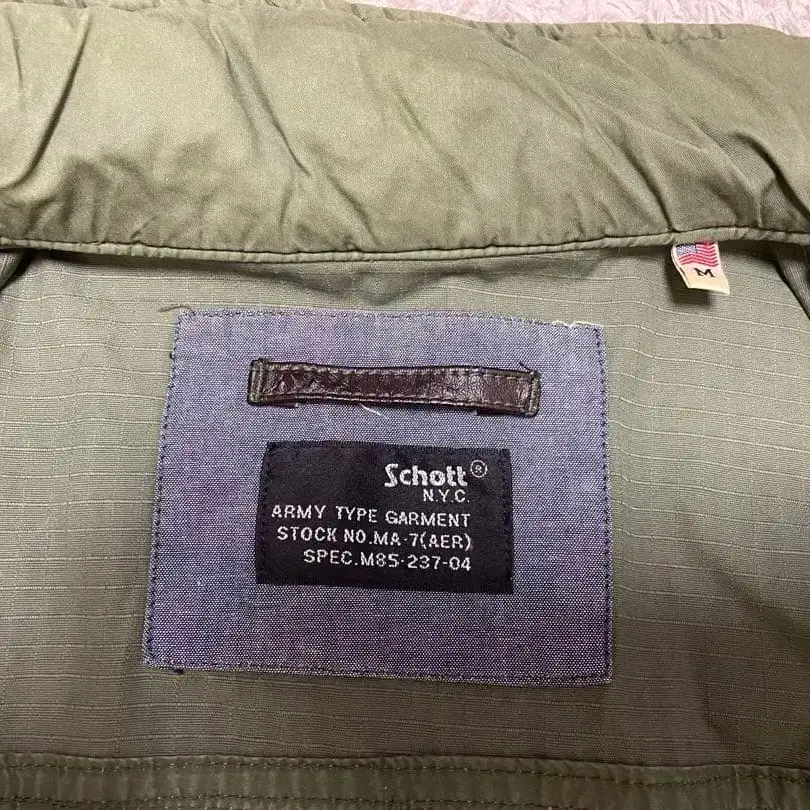 M
Schott®
N.Y.C.
ARMY TYPE GARMENT
STOCK NO.MA-7(AER)
SPEC.M85-237-04